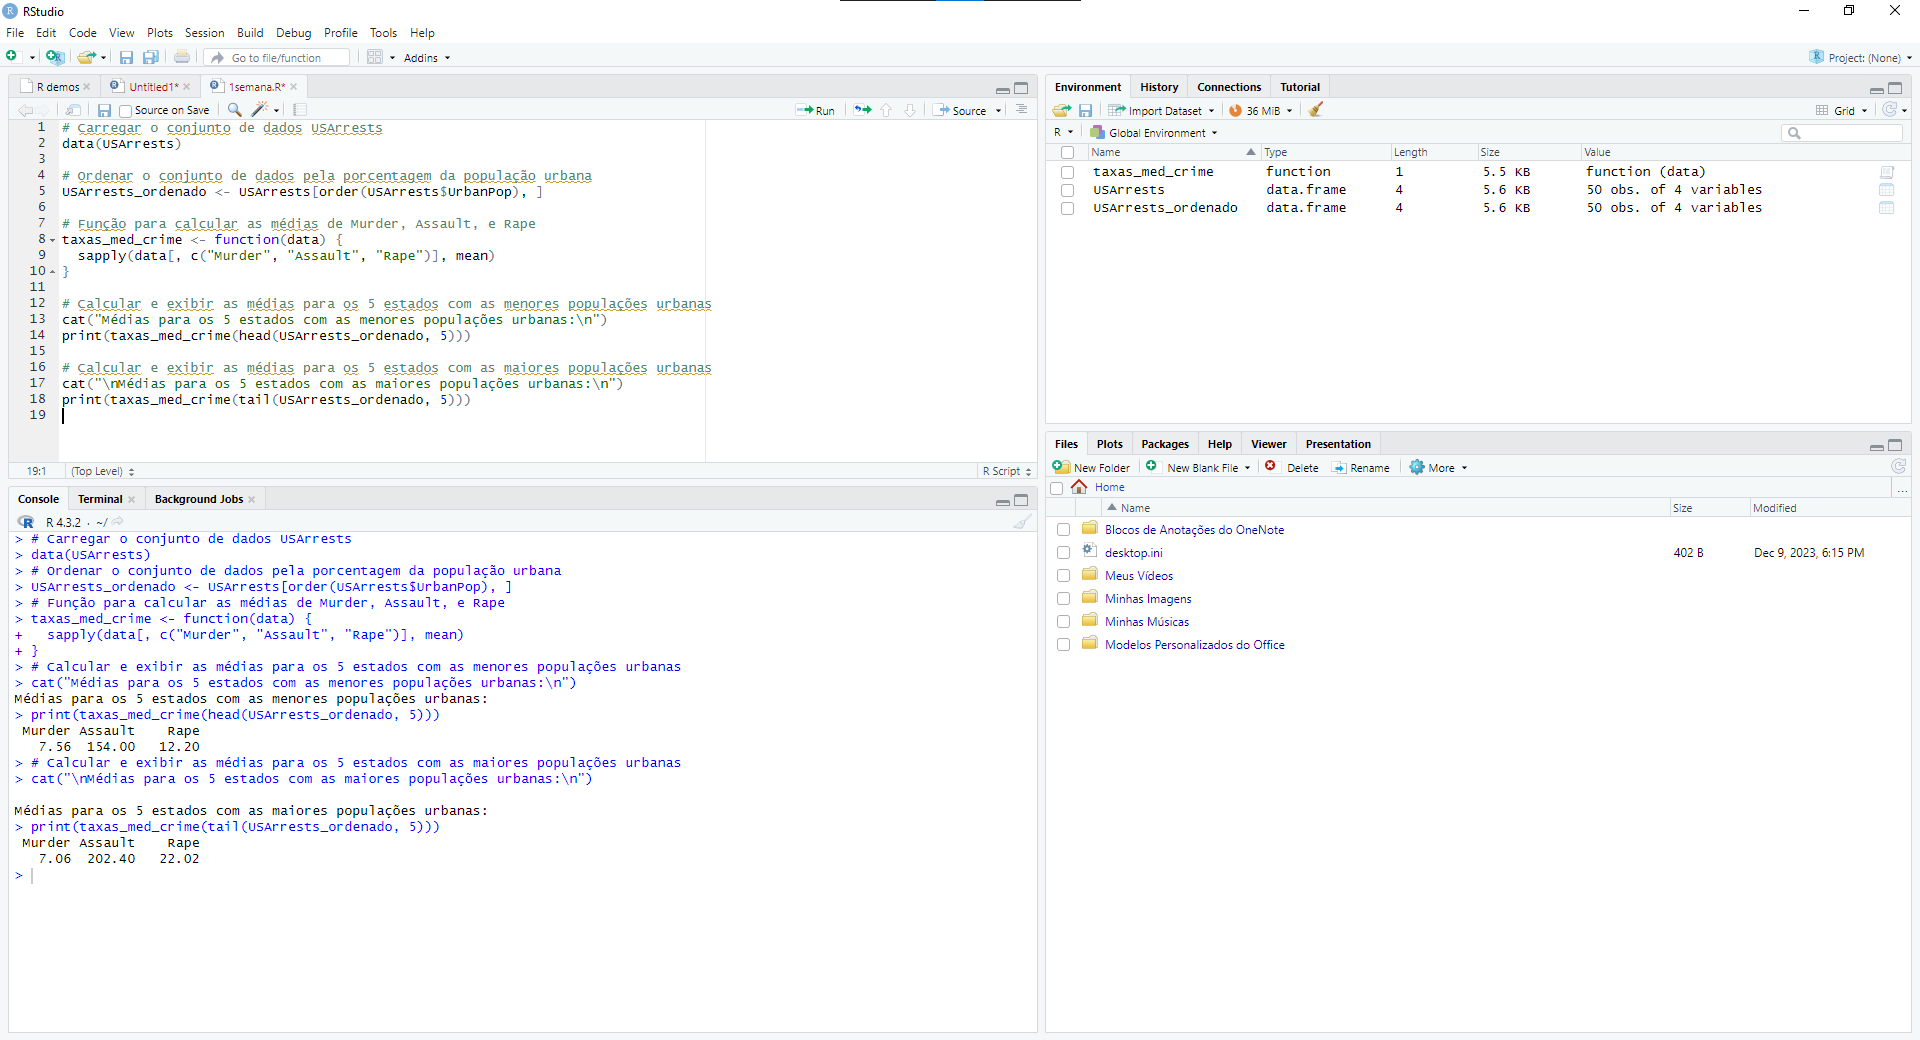 RStudio
File Edit Code View Plots Session Build Debug Profile Tools Help
Go to file/function Addins Project: (None)
R demos Untitled1* 1semana.R*
Source on Save Run Source
1 # Carregar o conjunto de dados USArrests
2 data(USArrests)
3
4 # Ordenar o conjunto de dados pela porcentagem da população urbana
5 USArrests_ordenado <- USArrests[order(USArrests$UrbanPop), ]
6
7 # Função para calcular as médias de Murder, Assault, e Rape
8 taxas_med_crime <- function(data) {
9 sapply(data[, c("Murder", "Assault", "Rape")], mean)
10 }
11
12 # Calcular e exibir as médias para os 5 estados com as menores populações urbanas
13 cat("Médias para os 5 estados com as menores populações urbanas:\n")
14 print(taxas_med_crime(head(USArrests_ordenado, 5)))
15
16 # Calcular e exibir as médias para os 5 estados com as maiores populações urbanas
17 cat("\nMédias para os 5 estados com as maiores populações urbanas:\n")
18 print(taxas_med_crime(tail(USArrests_ordenado, 5)))
19
19:1 (Top Level) R Script
Console Terminal Background Jobs
R 4.3.2 · ~/
> # Carregar o conjunto de dados USArrests
> data(USArrests)
> # Ordenar o conjunto de dados pela porcentagem da população urbana
> USArrests_ordenado <- USArrests[order(USArrests$UrbanPop), ]
> # Função para calcular as médias de Murder, Assault, e Rape
> taxas_med_crime <- function(data) {
+ sapply(data[, c("Murder", "Assault", "Rape")], mean)
+ }
> # Calcular e exibir as médias para os 5 estados com as menores populações urbanas
> cat("Médias para os 5 estados com as menores populações urbanas:\n")
Médias para os 5 estados com as menores populações urbanas:
> print(taxas_med_crime(head(USArrests_ordenado, 5)))
Murder Assault Rape
7.56 154.00 12.20
> # Calcular e exibir as médias para os 5 estados com as maiores populações urbanas
> cat("\nMédias para os 5 estados com as maiores populações urbanas:\n")
Médias para os 5 estados com as maiores populações urbanas:
> print(taxas_med_crime(tail(USArrests_ordenado, 5)))
Murder Assault Rape
7.06 202.40 22.02
>
Environment History Connections Tutorial
Import Dataset 36 MiB Grid
R Global Environment
Name Type Length Size Value
taxas_med_crime function 1 5.5 KB function (data)
USArrests data.frame 4 5.6 KB 50 obs. of 4 variables
USArrests_ordenado data.frame 4 5.6 KB 50 obs. of 4 variables
Files Plots Packages Help Viewer Presentation
New Folder New Blank File Delete Rename More
Home ...
Name Size Modified
Blocos de Anotações do OneNote
desktop.ini 402 B Dec 9, 2023, 6:15 PM
Meus Vídeos
Minhas Imagens
Minhas Músicas
Modelos Personalizados do Office